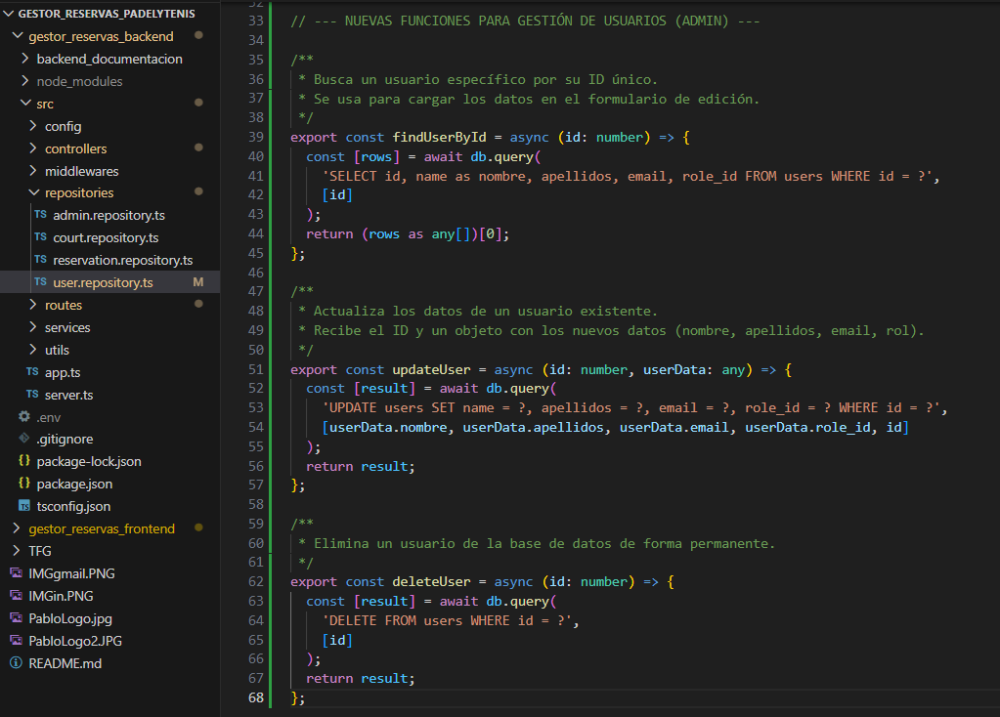 GESTOR_RESERVAS_PADELYTENIS
gestor_reservas_backend
backend_documentacion
node_modules
src
config
controllers
middlewares
repositories
TS admin.repository.ts
TS court.repository.ts
TS reservation.repository.ts
TS user.repository.ts M
routes
services
utils
TS app.ts
TS server.ts
.env
.gitignore
{} package-lock.json
{} package.json
TS tsconfig.json
gestor_reservas_frontend
TFG
IMGgmail.PNG
IMGin.PNG
PabloLogo.jpg
PabloLogo2.JPG
README.md
32
33 // --- NUEVAS FUNCIONES PARA GESTIÓN DE USUARIOS (ADMIN) ---
34
35 /**
36 * Busca un usuario específico por su ID único.
37 * Se usa para cargar los datos en el formulario de edición.
38 */
39 export const findUserById = async (id: number) => {
40 const [rows] = await db.query(
41 'SELECT id, name as nombre, apellidos, email, role_id FROM users WHERE id = ?',
42 [id]
43 );
44 return (rows as any[])[0];
45 };
46
47 /**
48 * Actualiza los datos de un usuario existente.
49 * Recibe el ID y un objeto con los nuevos datos (nombre, apellidos, email, rol).
50 */
51 export const updateUser = async (id: number, userData: any) => {
52 const [result] = await db.query(
53 'UPDATE users SET name = ?, apellidos = ?, email = ?, role_id = ? WHERE id = ?',
54 [userData.nombre, userData.apellidos, userData.email, userData.role_id, id]
55 );
56 return result;
57 };
58
59 /**
60 * Elimina un usuario de la base de datos de forma permanente.
61 */
62 export const deleteUser = async (id: number) => {
63 const [result] = await db.query(
64 'DELETE FROM users WHERE id = ?',
65 [id]
66 );
67 return result;
68 };